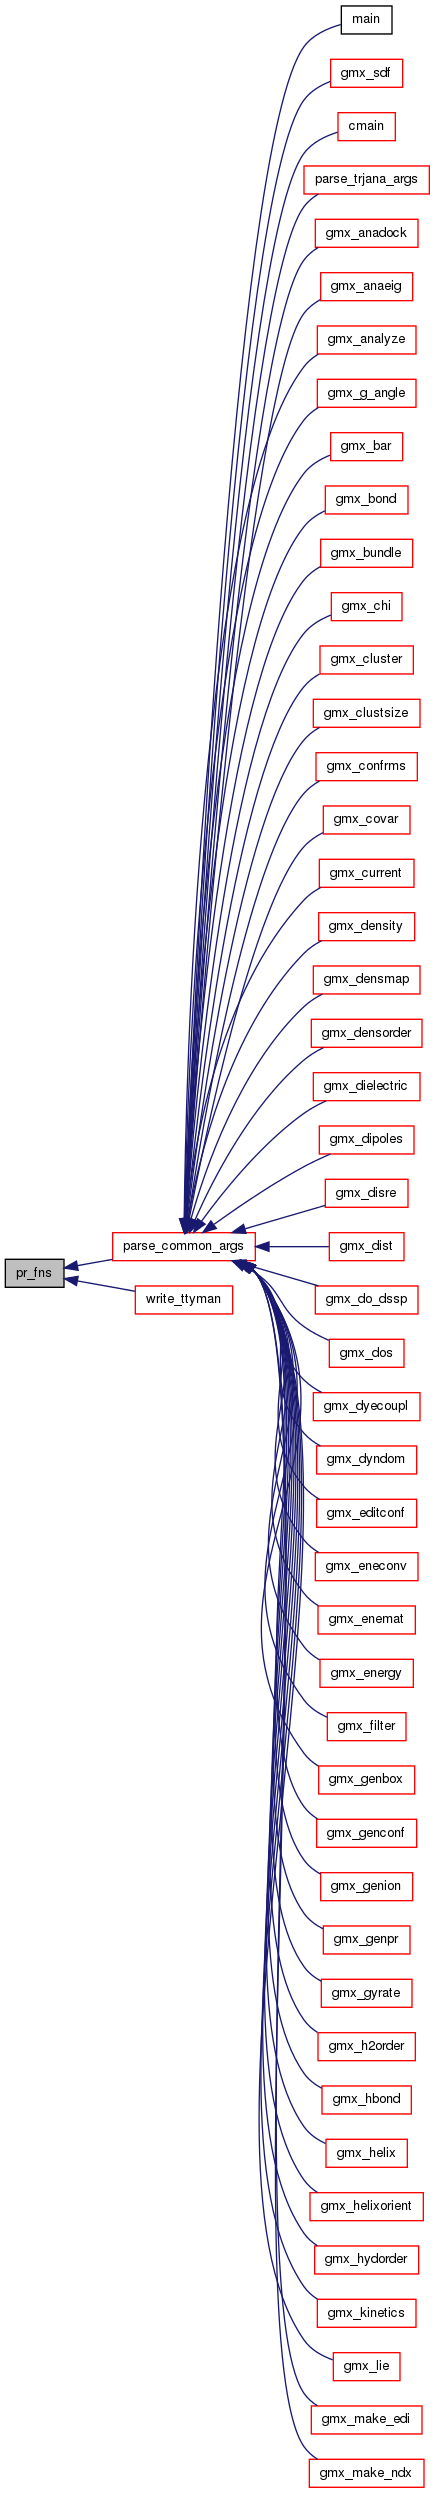 main
gmx_sdf
cmain
parse_trjana_args
gmx_anadock
gmx_anaeig
gmx_analyze
gmx_g_angle
gmx_bar
gmx_bond
gmx_bundle
gmx_chi
gmx_cluster
gmx_clustsize
gmx_confrms
gmx_covar
gmx_current
gmx_density
gmx_densmap
gmx_densorder
gmx_dielectric
gmx_dipoles
gmx_disre
parse_common_args
gmx_dist
pr_fns
write_ttyman
gmx_do_dssp
gmx_dos
gmx_dyecoupl
gmx_dyndom
gmx_editconf
gmx_eneconv
gmx_enemat
gmx_energy
gmx_filter
gmx_genbox
gmx_genconf
gmx_genion
gmx_genpr
gmx_gyrate
gmx_h2order
gmx_hbond
gmx_helix
gmx_helixorient
gmx_hydorder
gmx_kinetics
gmx_lie
gmx_make_edi
gmx_make_ndx